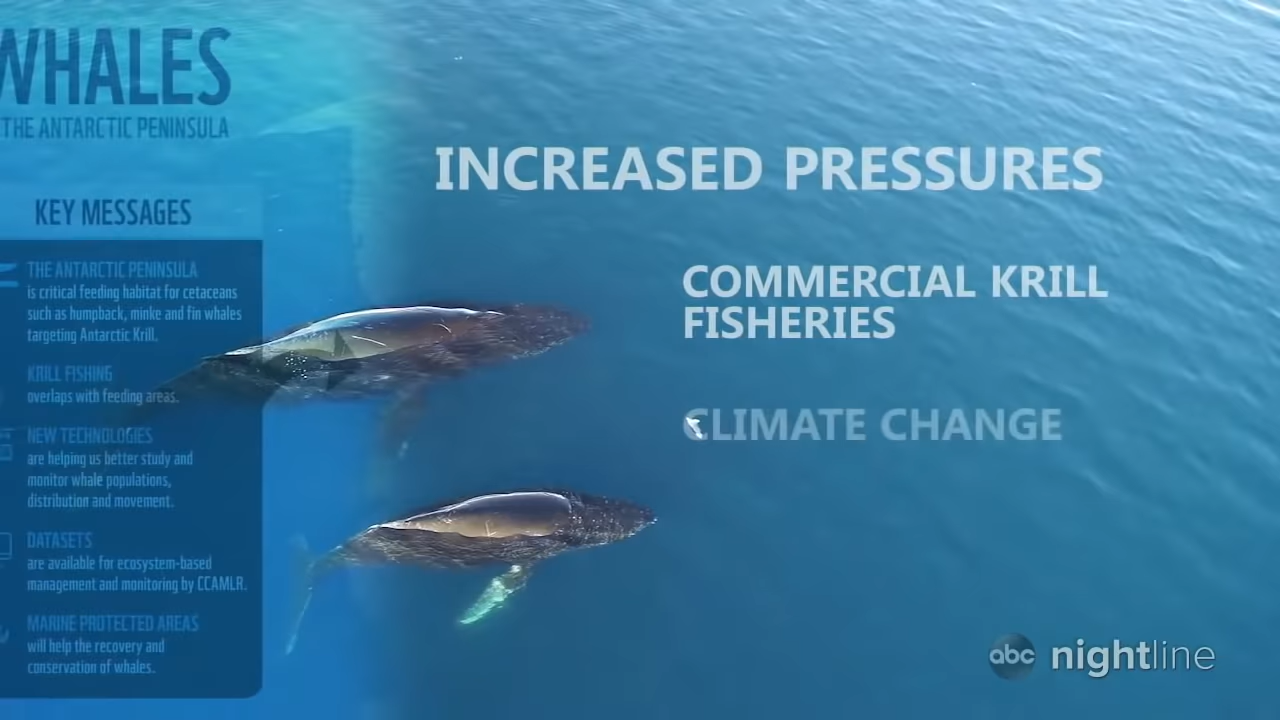 WHALES
THE ANTARCTIC PENINSULA
KEY MESSAGES
THE ANTARCTIC PENINSULA
is critical feeding habitat for cetaceans
such as humpback, minke and fin whales
targeting Antarctic Krill.
KRILL FISHING
overlaps with feeding areas.
NEW TECHNOLOGIES
are helping us better study and
monitor whale populations,
distribution and movement.
DATASETS
are available for ecosystem-based
management and monitoring by CCAMLR.
MARINE PROTECTED AREAS
will help the recovery and
conservation of whales.
INCREASED PRESSURES
COMMERCIAL KRILL
FISHERIES
CLIMATE CHANGE
abc nightline